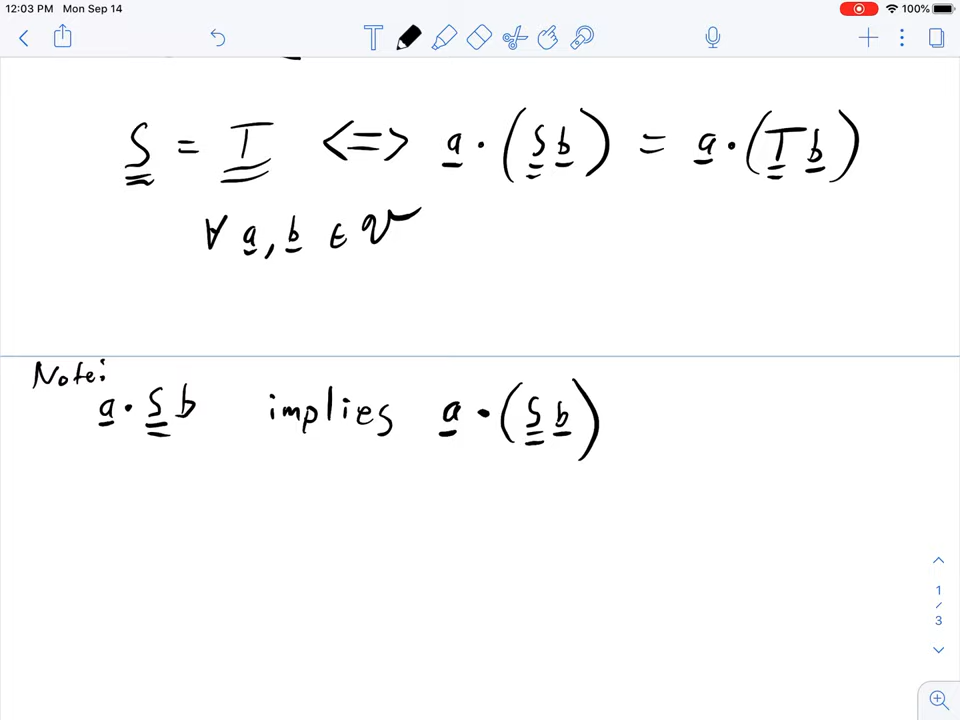 12:03 PM Mon Sep 14 100%
S = T <=> a · (S b) = a · (T b)
∀ a, b ∈ V
Note:
a · S b implies a · (S b)
1
/
3